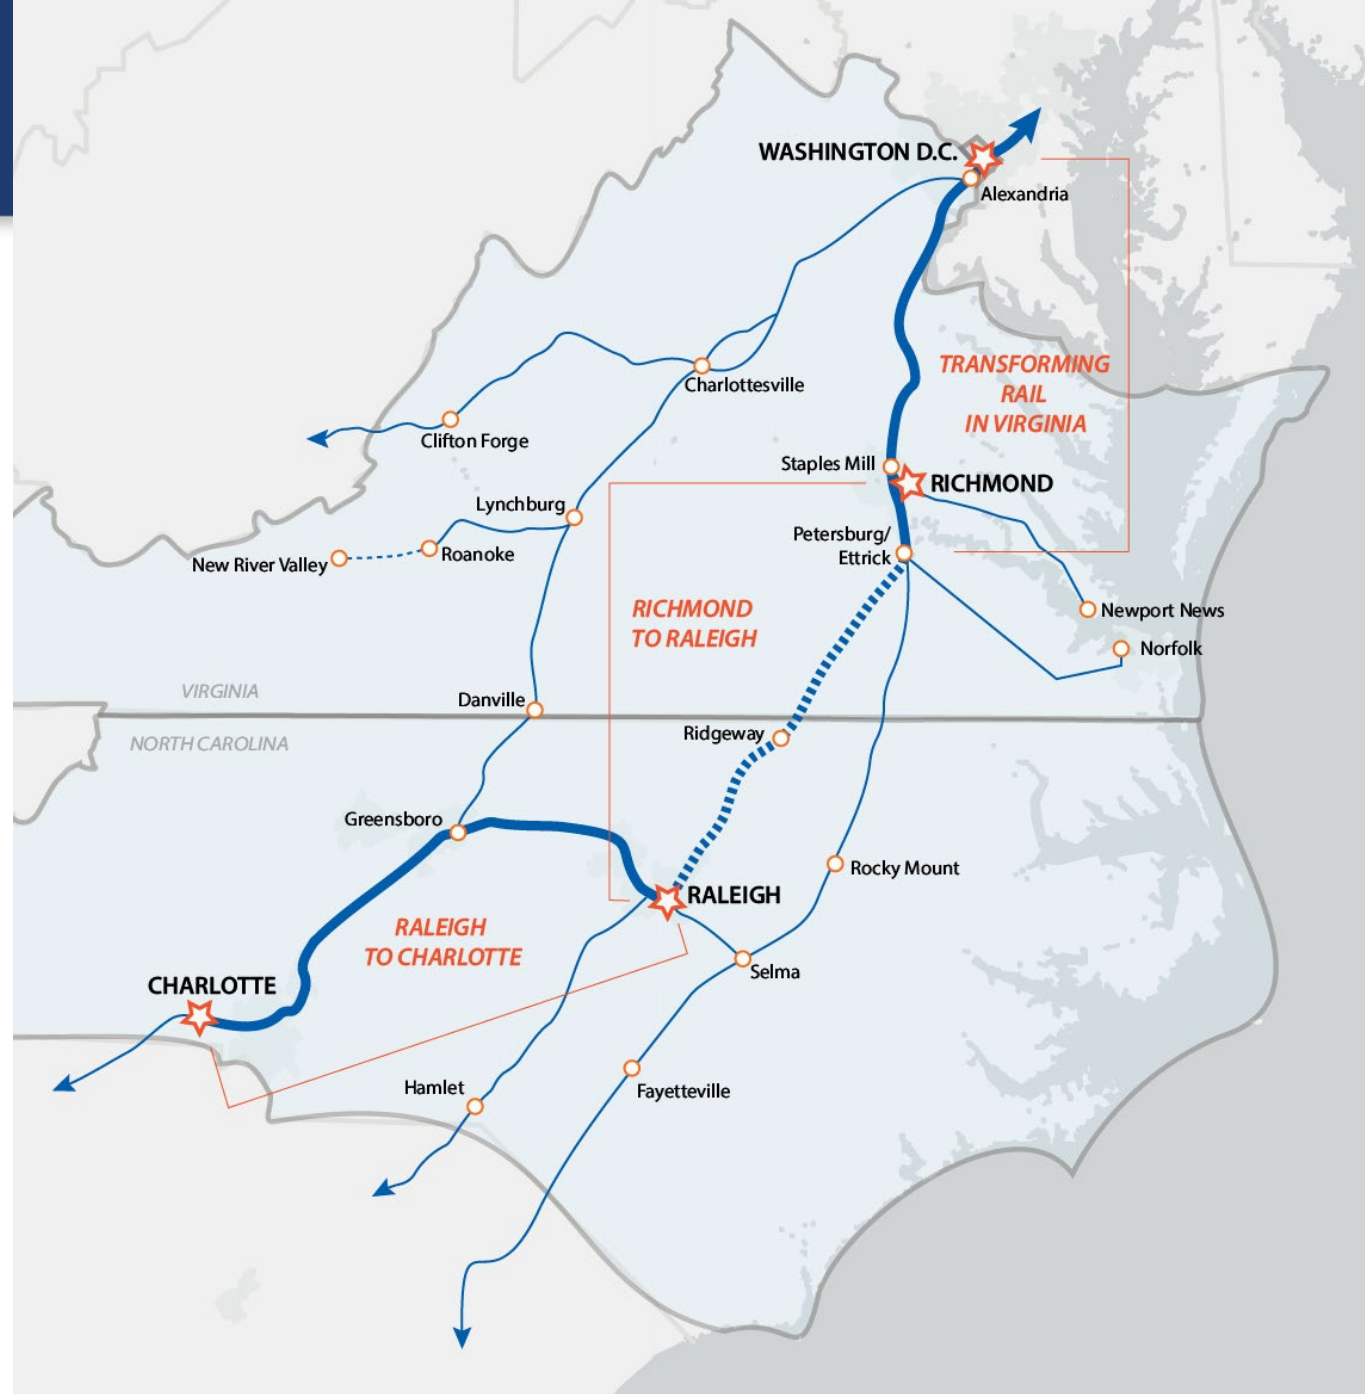 WASHINGTON D.C.
Alexandria
TRANSFORMING
RAIL
IN VIRGINIA
Charlottesville
Clifton Forge
Staples Mill
RICHMOND
Lynchburg
Petersburg/
Ettrick
Roanoke
New River Valley
RICHMOND
TO RALEIGH
Newport News
Norfolk
VIRGINIA
Danville
NORTH CAROLINA
Ridgeway
Greensboro
Rocky Mount
RALEIGH
RALEIGH
TO CHARLOTTE
Selma
CHARLOTTE
Hamlet
Fayetteville